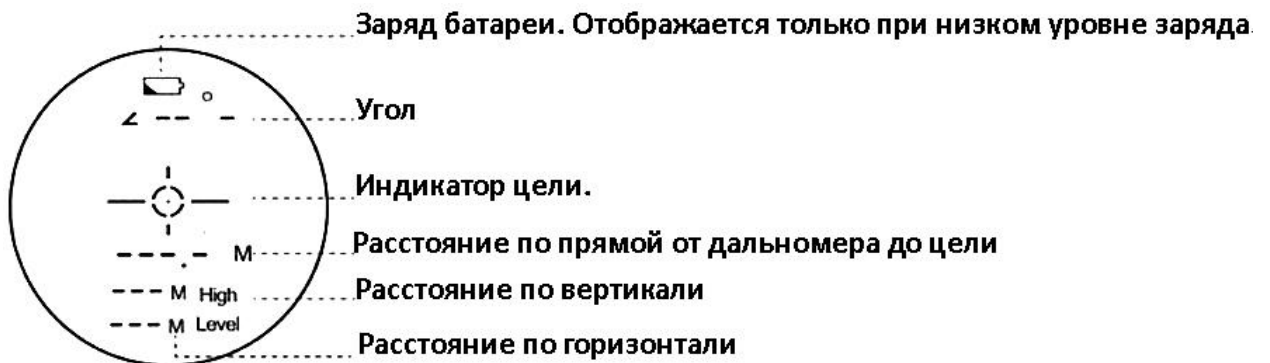 Заряд батареи. Отображается только при низком уровне заряда
Угол
Индикатор цели.
M Расстояние по прямой от дальномера до цели
M High Расстояние по вертикали
M Level
Расстояние по горизонтали